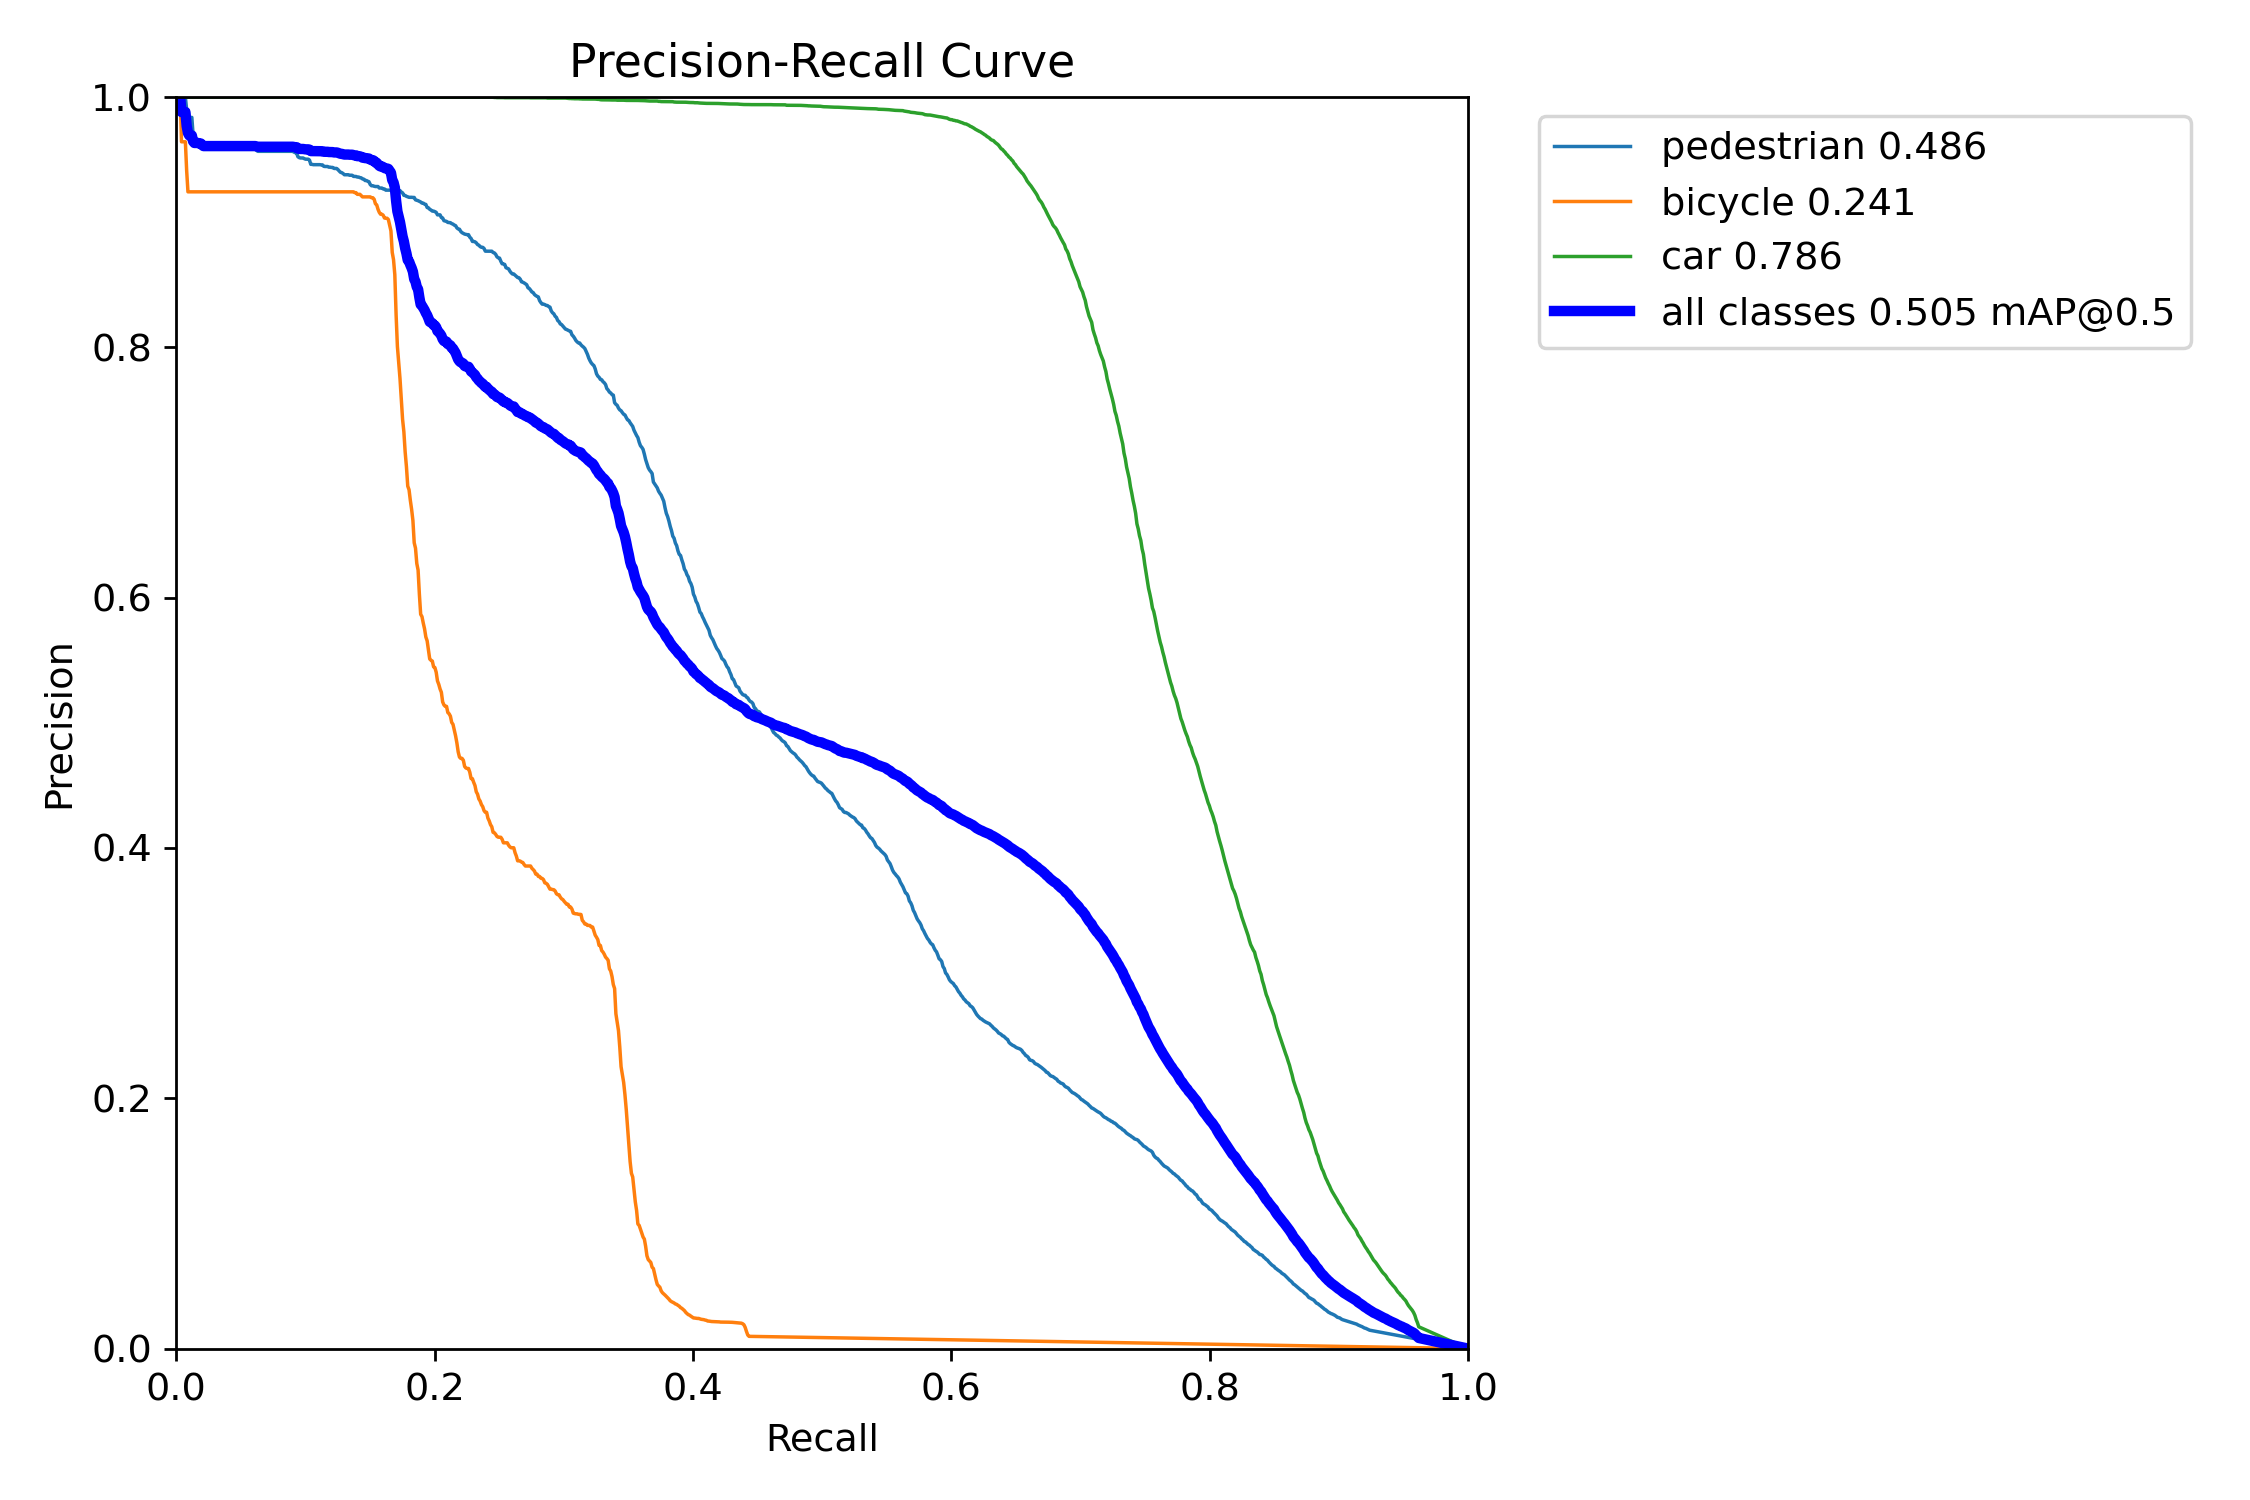 Precision-Recall Curve
1.0
0.8
0.6
0.4
0.2
0.0
Precision
0.0 0.2 0.4 0.6 0.8 1.0
Recall
pedestrian 0.486
bicycle 0.241
car 0.786
all classes 0.505 mAP@0.5